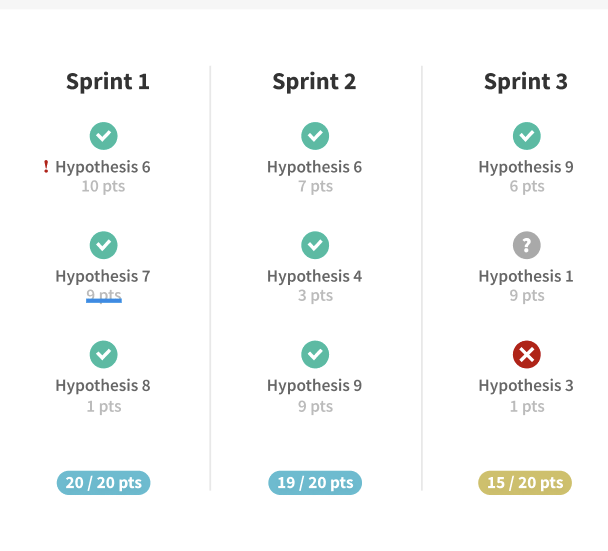 Sprint 1
! Hypothesis 6
10 pts
Hypothesis 7
9 pts
Hypothesis 8
1 pts
20 / 20 pts
Sprint 2
Hypothesis 6
7 pts
Hypothesis 4
3 pts
Hypothesis 9
9 pts
19 / 20 pts
Sprint 3
Hypothesis 9
6 pts
?
Hypothesis 1
9 pts
Hypothesis 3
1 pts
15 / 20 pts